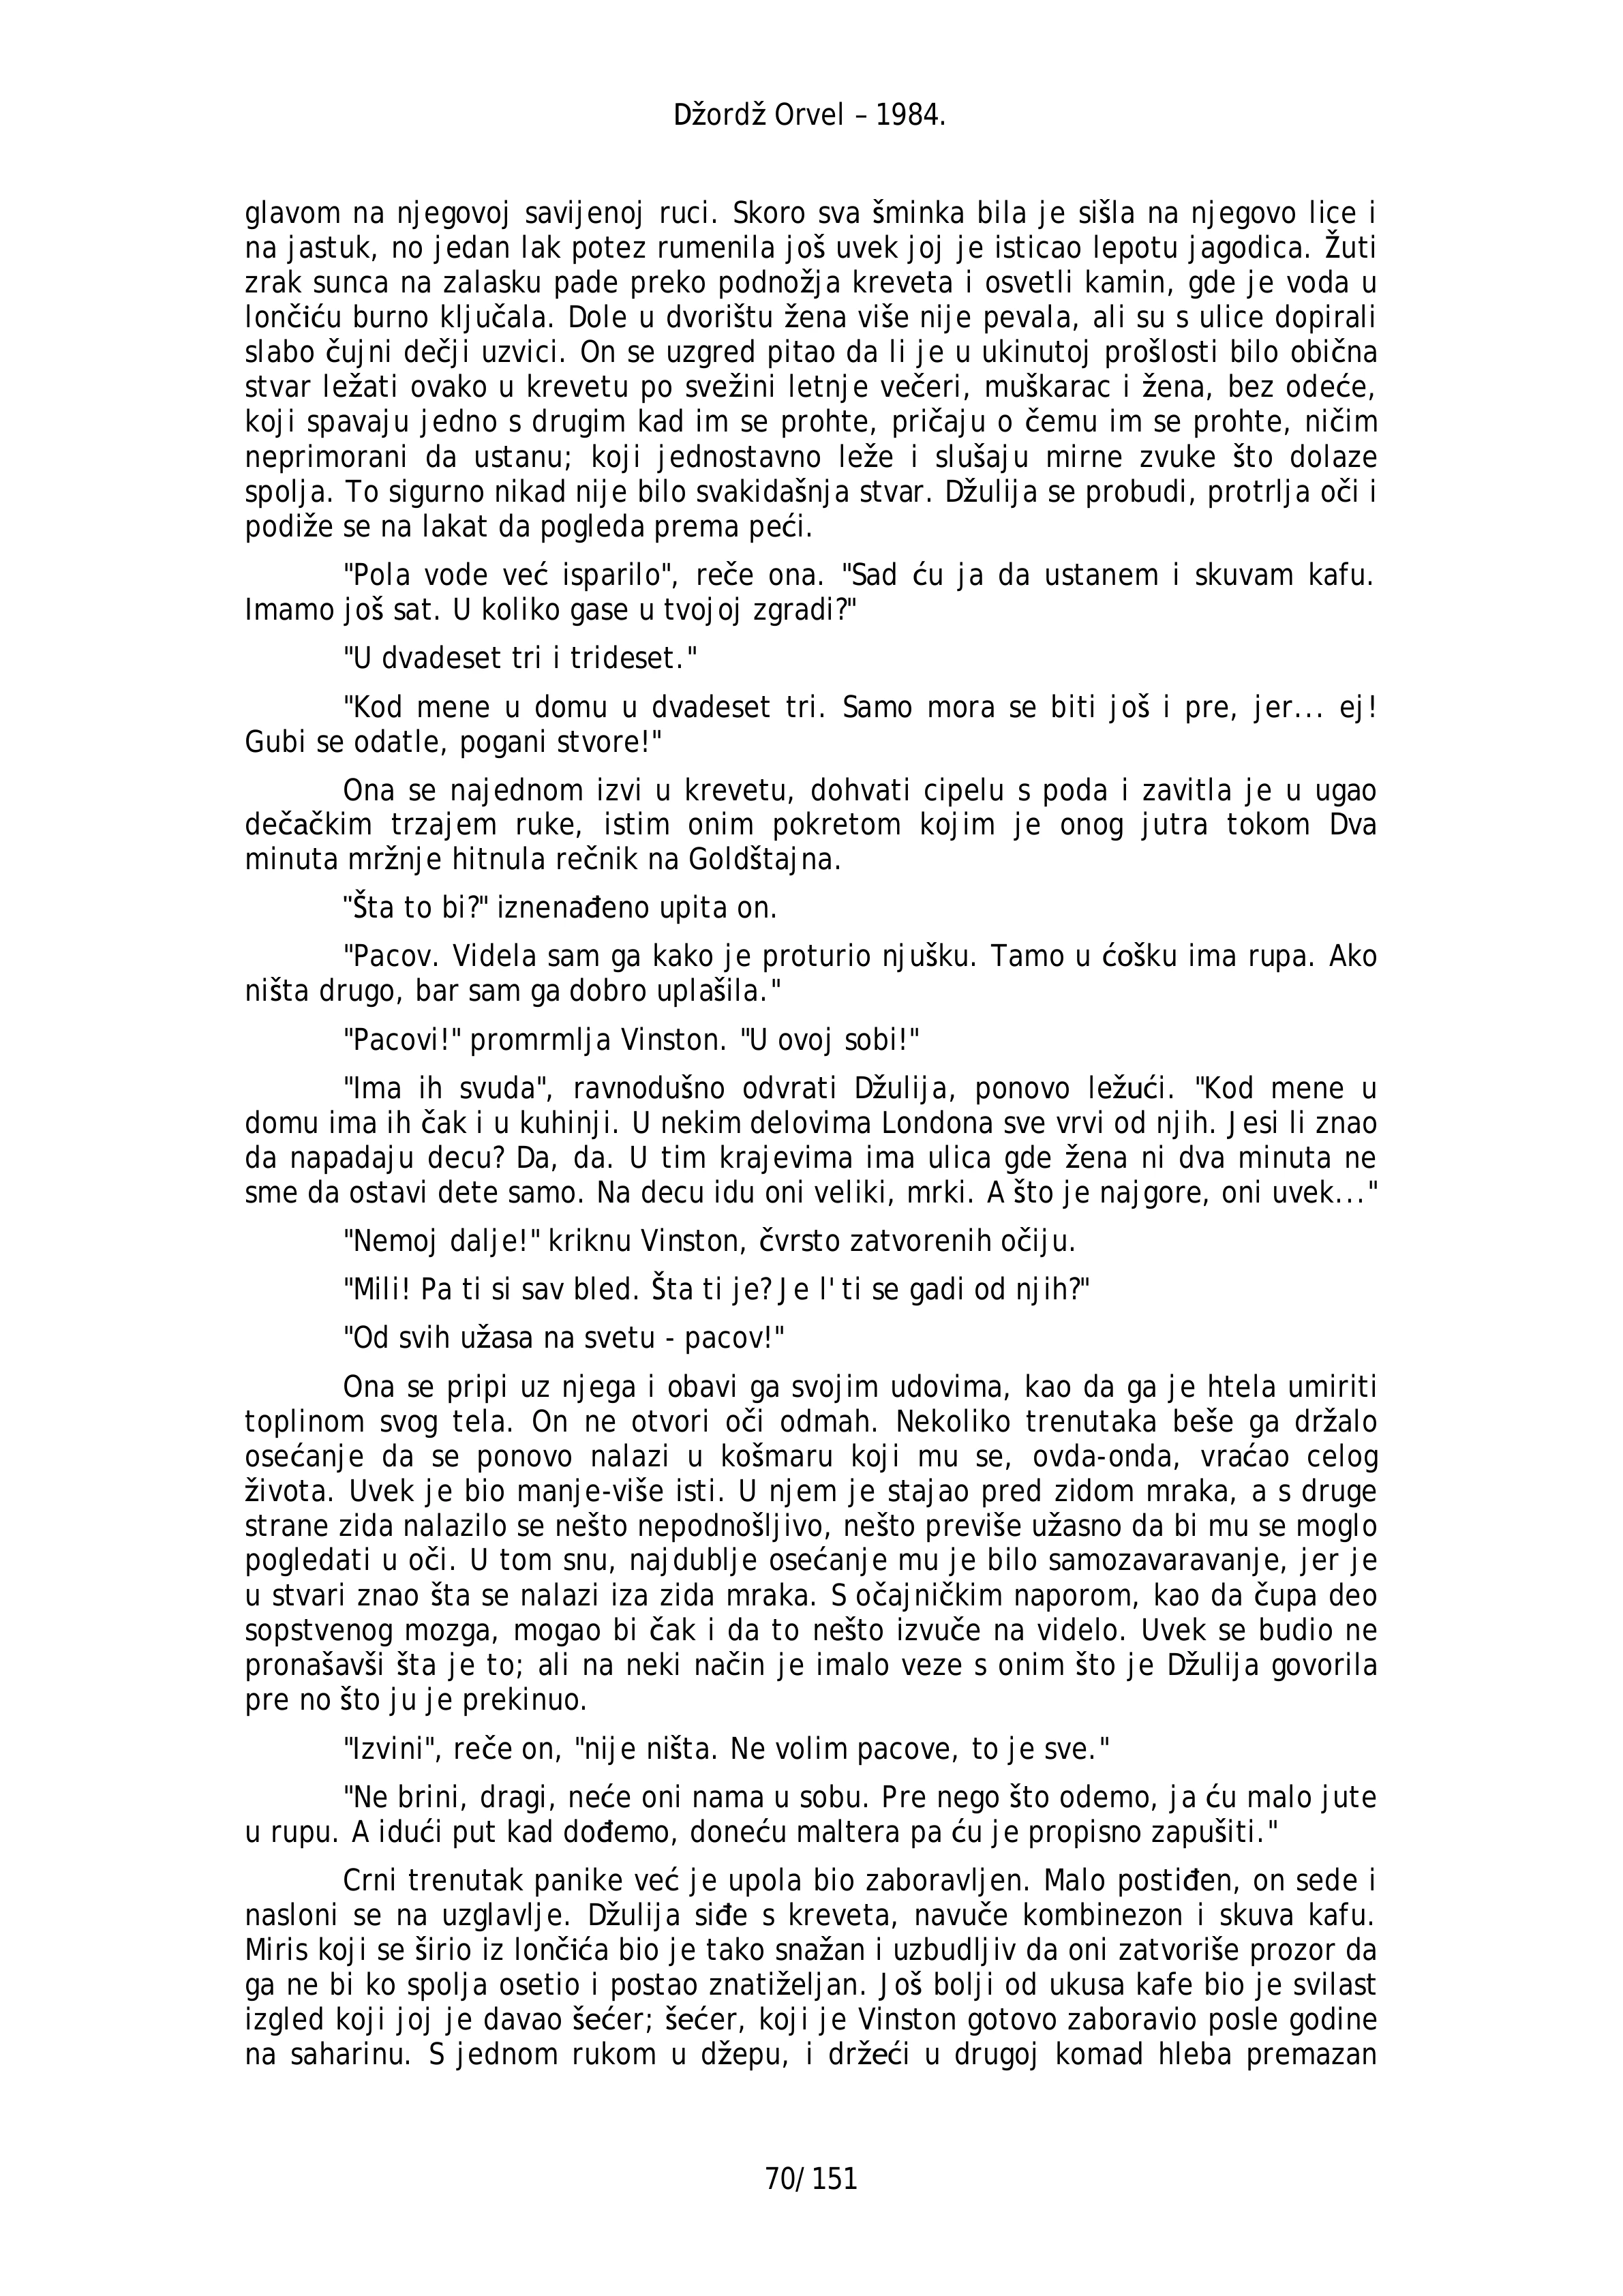 Džordž Orvel – 1984.
glavom na njegovoj savijenoj ruci. Skoro sva šminka bila je sišla na njegovo lice i
na jastuk, no jedan lak potez rumenila još uvek joj je isticao lepotu jagodica. Žuti
zrak sunca na zalasku pade preko podnožja kreveta i osvetli kamin, gde je voda u
lončiću burno ključala. Dole u dvorištu žena više nije pevala, ali su s ulice dopirali
slabo čujni dečji uzvici. On se uzgred pitao da li je u ukinutoj prošlosti bilo obična
stvar ležati ovako u krevetu po svežini letnje večeri, muškarac i žena, bez odeće,
koji spavaju jedno s drugim kad im se prohte, pričaju o čemu im se prohte, ničim
neprimorani da ustanu; koji jednostavno leže i slušaju mirne zvuke što dolaze
spolja. To sigurno nikad nije bilo svakidašnja stvar. Džulija se probudi, protrlja oči i
podiže se na lakat da pogleda prema peći.
"Pola vode već isparilo", reče ona. "Sad ću ja da ustanem i skuvam kafu.
Imamo još sat. U koliko gase u tvojoj zgradi?"
"U dvadeset tri i trideset."
"Kod mene u domu u dvadeset tri. Samo mora se biti još i pre, jer... ej!
Gubi se odatle, pogani stvore!"
Ona se najednom izvi u krevetu, dohvati cipelu s poda i zavitla je u ugao
dečačkim trzajem ruke, istim onim pokretom kojim je onog jutra tokom Dva
minuta mržnje hitnula rečnik na Goldštajna.
"Šta to bi?" iznenađeno upita on.
"Pacov. Videla sam ga kako je proturio njušku. Tamo u ćošku ima rupa. Ako
ništa drugo, bar sam ga dobro uplašila."
"Pacovi!" promrmlja Vinston. "U ovoj sobi!"
"Ima ih svuda", ravnodušno odvrati Džulija, ponovo ležući. "Kod mene u
domu ima ih čak i u kuhinji. U nekim delovima Londona sve vrvi od njih. Jesi li znao
da napadaju decu? Da, da. U tim krajevima ima ulica gde žena ni dva minuta ne
sme da ostavi dete samo. Na decu idu oni veliki, mrki. A što je najgore, oni uvek..."
"Nemoj dalje!" kriknu Vinston, čvrsto zatvorenih očiju.
"Mili! Pa ti si sav bled. Šta ti je? Je l' ti se gadi od njih?"
"Od svih užasa na svetu - pacov!"
Ona se pripi uz njega i obavi ga svojim udovima, kao da ga je htela umiriti
toplinom svog tela. On ne otvori oči odmah. Nekoliko trenutaka beše ga držalo
osećanje da se ponovo nalazi u košmaru koji mu se, ovda-onda, vraćao celog
života. Uvek je bio manje-više isti. U njem je stajao pred zidom mraka, a s druge
strane zida nalazilo se nešto nepodnošljivo, nešto previše užasno da bi mu se moglo
pogledati u oči. U tom snu, najdublje osećanje mu je bilo samozavaravanje, jer je
u stvari znao šta se nalazi iza zida mraka. S očajničkim naporom, kao da čupa deo
sopstvenog mozga, mogao bi čak i da to nešto izvuče na videlo. Uvek se budio ne
pronašavši šta je to; ali na neki način je imalo veze s onim što je Džulija govorila
pre no što ju je prekinuo.
"Izvini", reče on, "nije ništa. Ne volim pacove, to je sve."
"Ne brini, dragi, neće oni nama u sobu. Pre nego što odemo, ja ću malo jute
u rupu. A idući put kad dođemo, doneću maltera pa ću je propisno zapušiti."
Crni trenutak panike već je upola bio zaboravljen. Malo postiđen, on sede i
nasloni se na uzglavlje. Džulija siđe s kreveta, navuče kombinezon i skuva kafu.
Miris koji se širio iz lončića bio je tako snažan i uzbudljiv da oni zatvoriše prozor da
ga ne bi ko spolja osetio i postao znatiželjan. Još bolji od ukusa kafe bio je svilast
izgled koji joj je davao šećer; šećer, koji je Vinston gotovo zaboravio posle godine
na saharinu. S jednom rukom u džepu, i držeći u drugoj komad hleba premazan
70/ 151